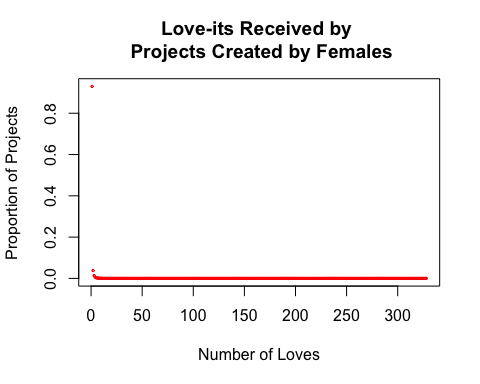 Love-its Received by
Projects Created by Females
Proportion of Projects
0.8
0.6
0.4
0.2
0.0
0 50 100 150 200 250 300
Number of Loves